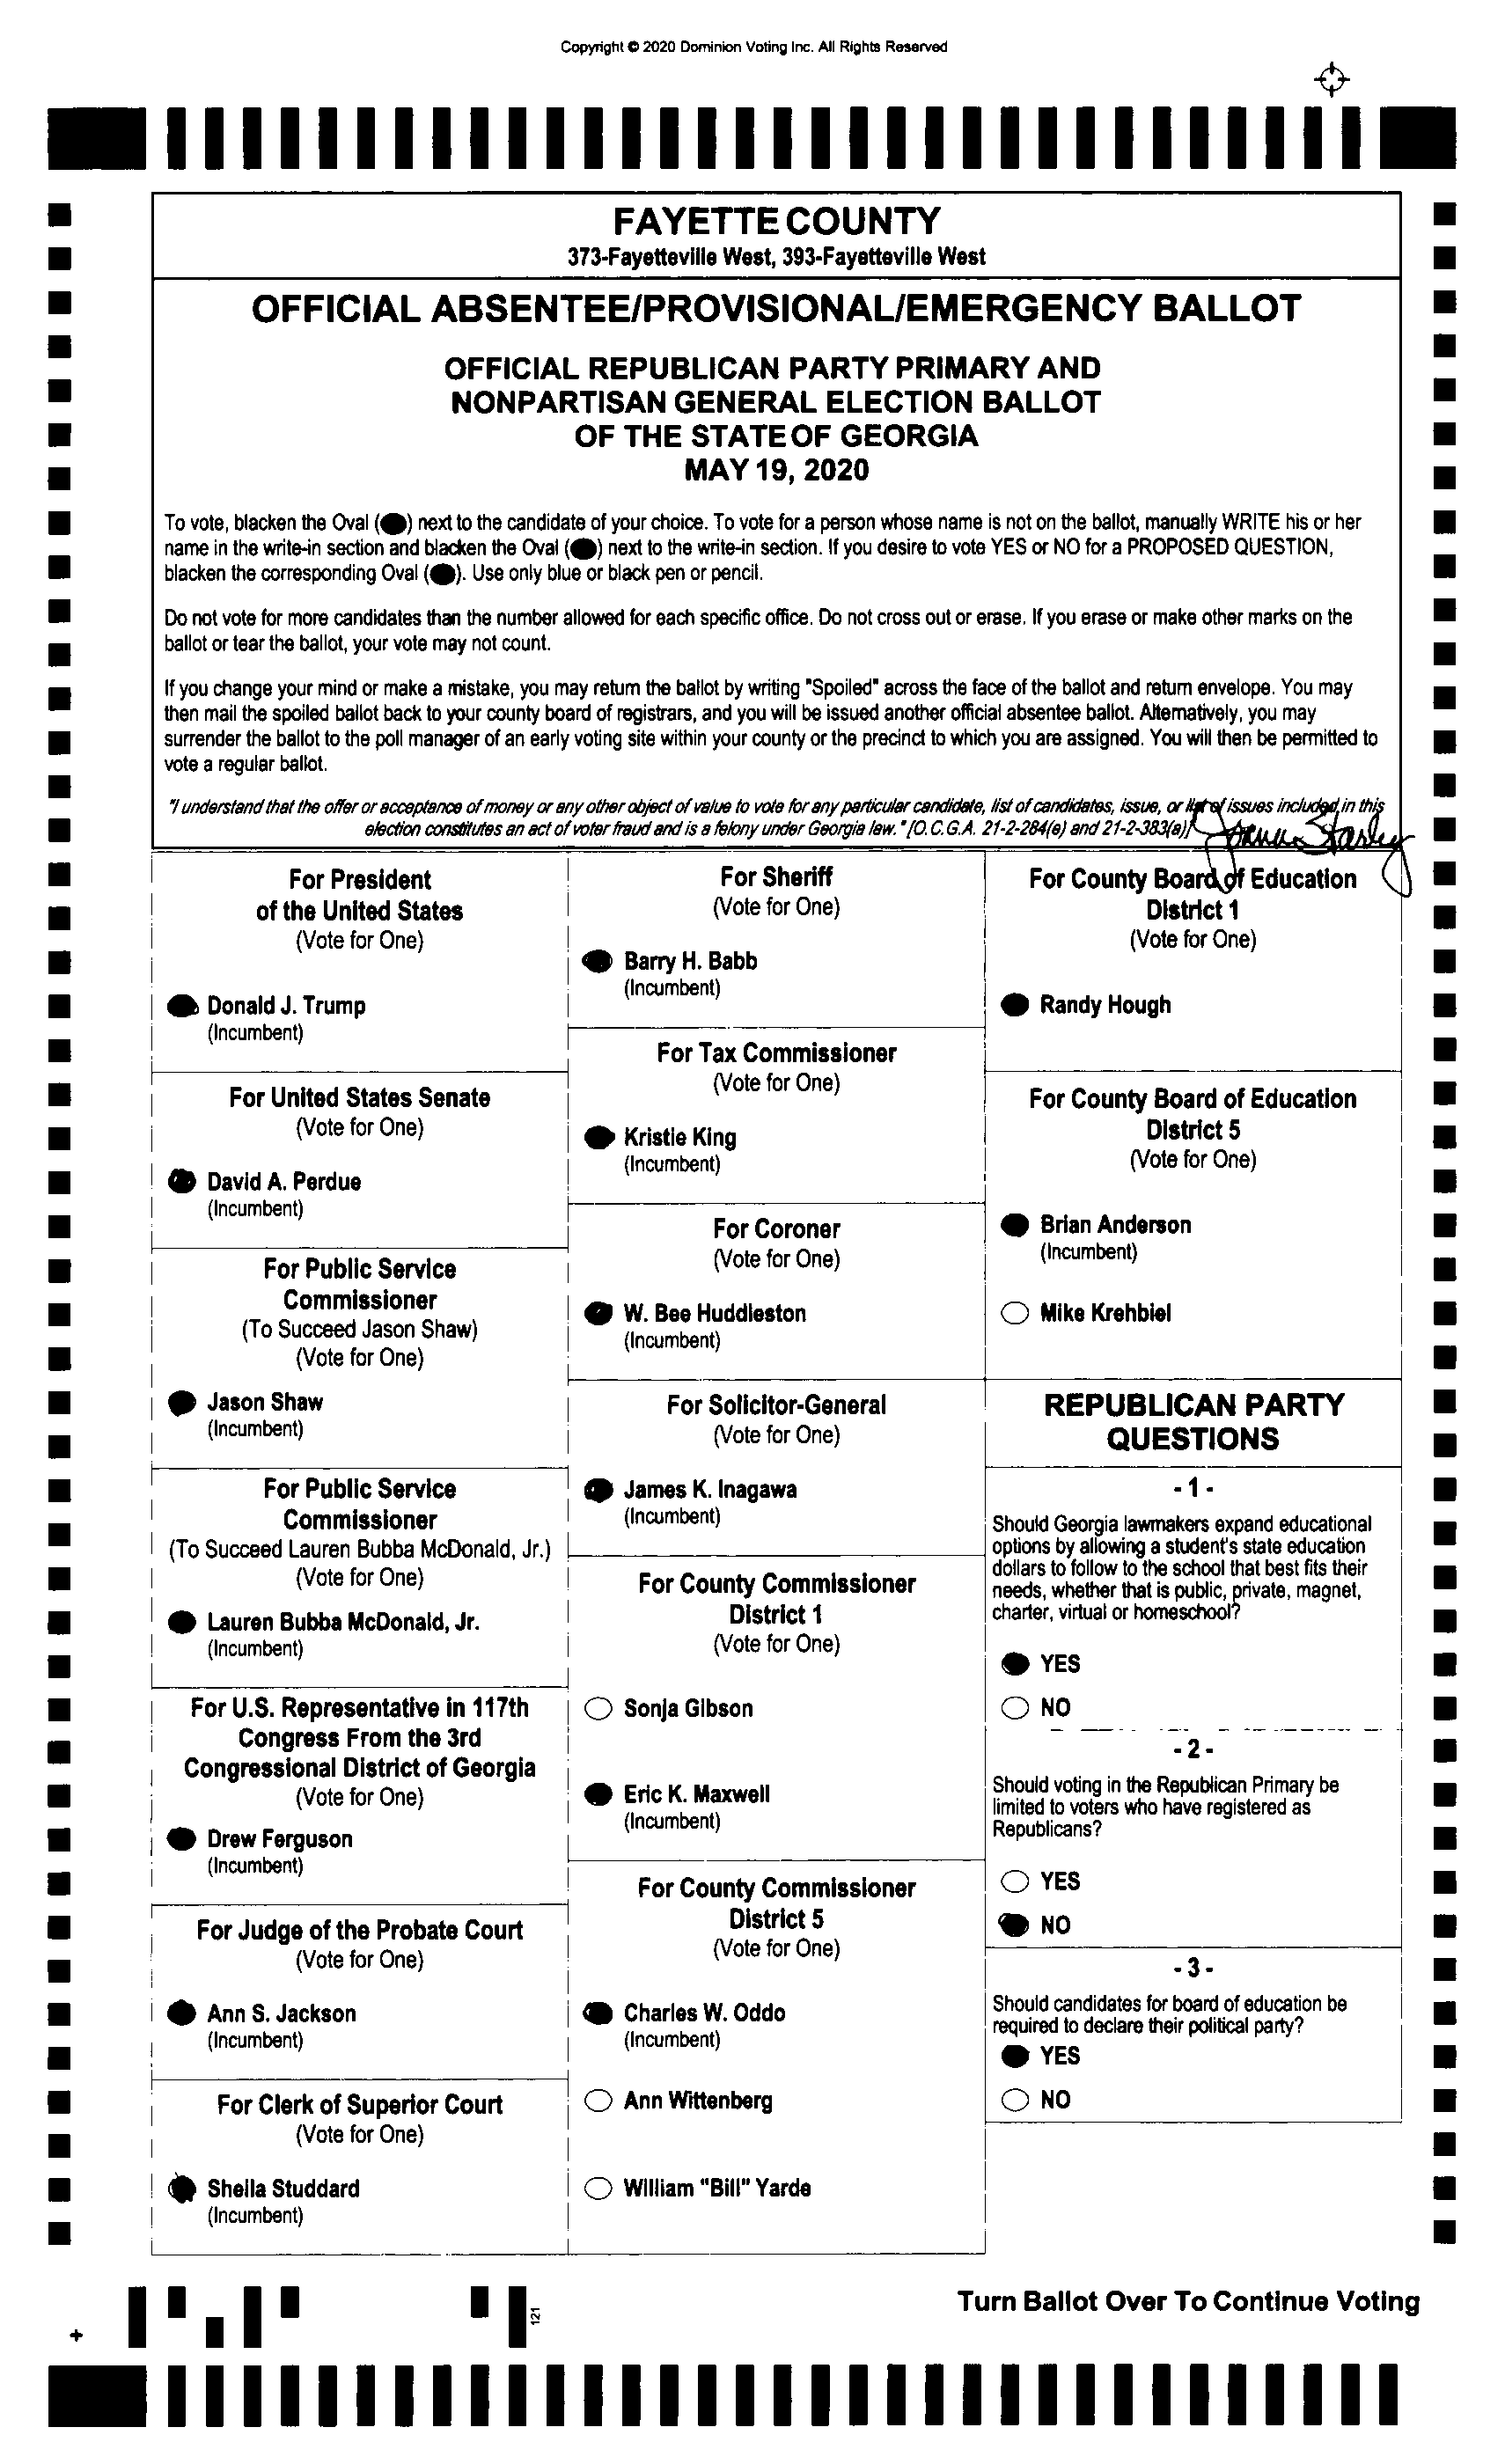 Copyright © 2020 Dominion Voting Inc. All Rights Reserved
FAYETTE COUNTY
373-Fayetteville West, 393-Fayetteville West
OFFICIAL ABSENTEE/PROVISIONAL/EMERGENCY BALLOT
OFFICIAL REPUBLICAN PARTY PRIMARY AND
NONPARTISAN GENERAL ELECTION BALLOT
OF THE STATE OF GEORGIA
MAY 19, 2020
To vote, blacken the Oval (●) next to the candidate of your choice. To vote for a person whose name is not on the ballot, manually WRITE his or her
name in the write-in section and blacken the Oval (●) next to the write-in section. If you desire to vote YES or NO for a PROPOSED QUESTION,
blacken the corresponding Oval (●). Use only blue or black pen or pencil.
Do not vote for more candidates than the number allowed for each specific office. Do not cross out or erase. If you erase or make other marks on the
ballot or tear the ballot, your vote may not count.
If you change your mind or make a mistake, you may return the ballot by writing "Spoiled" across the face of the ballot and return envelope. You may
then mail the spoiled ballot back to your county board of registrars, and you will be issued another official absentee ballot. Alternatively, you may
surrender the ballot to the poll manager of an early voting site within your county or the precinct to which you are assigned. You will then be permitted to
vote a regular ballot.
"I understand that the offer or acceptance of money or any other object of value to vote for any particular candidate, list of candidates, issue, or list of issues included in this
election constitutes an act of voter fraud and is a felony under Georgia law." [O.C.G.A. 21-2-284(e) and 21-2-383(a)]
For President
of the United States
(Vote for One)
Donald J. Trump
(Incumbent)
For United States Senate
(Vote for One)
David A. Perdue
(Incumbent)
For Public Service
Commissioner
(To Succeed Jason Shaw)
(Vote for One)
Jason Shaw
(Incumbent)
For Public Service
Commissioner
(To Succeed Lauren Bubba McDonald, Jr.)
(Vote for One)
Lauren Bubba McDonald, Jr.
(Incumbent)
For U.S. Representative in 117th
Congress From the 3rd
Congressional District of Georgia
(Vote for One)
Drew Ferguson
(Incumbent)
For Judge of the Probate Court
(Vote for One)
Ann S. Jackson
(Incumbent)
For Clerk of Superior Court
(Vote for One)
Sheila Studdard
(Incumbent)
For Sheriff
(Vote for One)
Barry H. Babb
(Incumbent)
For Tax Commissioner
(Vote for One)
Kristie King
(Incumbent)
For Coroner
(Vote for One)
W. Bee Huddleston
(Incumbent)
For Solicitor-General
(Vote for One)
James K. Inagawa
(Incumbent)
For County Commissioner
District 1
(Vote for One)
Sonja Gibson
Eric K. Maxwell
(Incumbent)
For County Commissioner
District 5
(Vote for One)
Charles W. Oddo
(Incumbent)
Ann Wittenberg
William "Bill" Yarde
For County Board of Education
District 1
(Vote for One)
Randy Hough
For County Board of Education
District 5
(Vote for One)
Brian Anderson
(Incumbent)
Mike Krehbiel
REPUBLICAN PARTY
QUESTIONS
- 1 -
Should Georgia lawmakers expand educational
options by allowing a student's state education
dollars to follow to the school that best fits their
needs, whether that is public, private, magnet,
charter, virtual or homeschool?
YES
NO
- 2 -
Should voting in the Republican Primary be
limited to voters who have registered as
Republicans?
YES
NO
- 3 -
Should candidates for board of education be
required to declare their political party?
YES
NO
Turn Ballot Over To Continue Voting
121